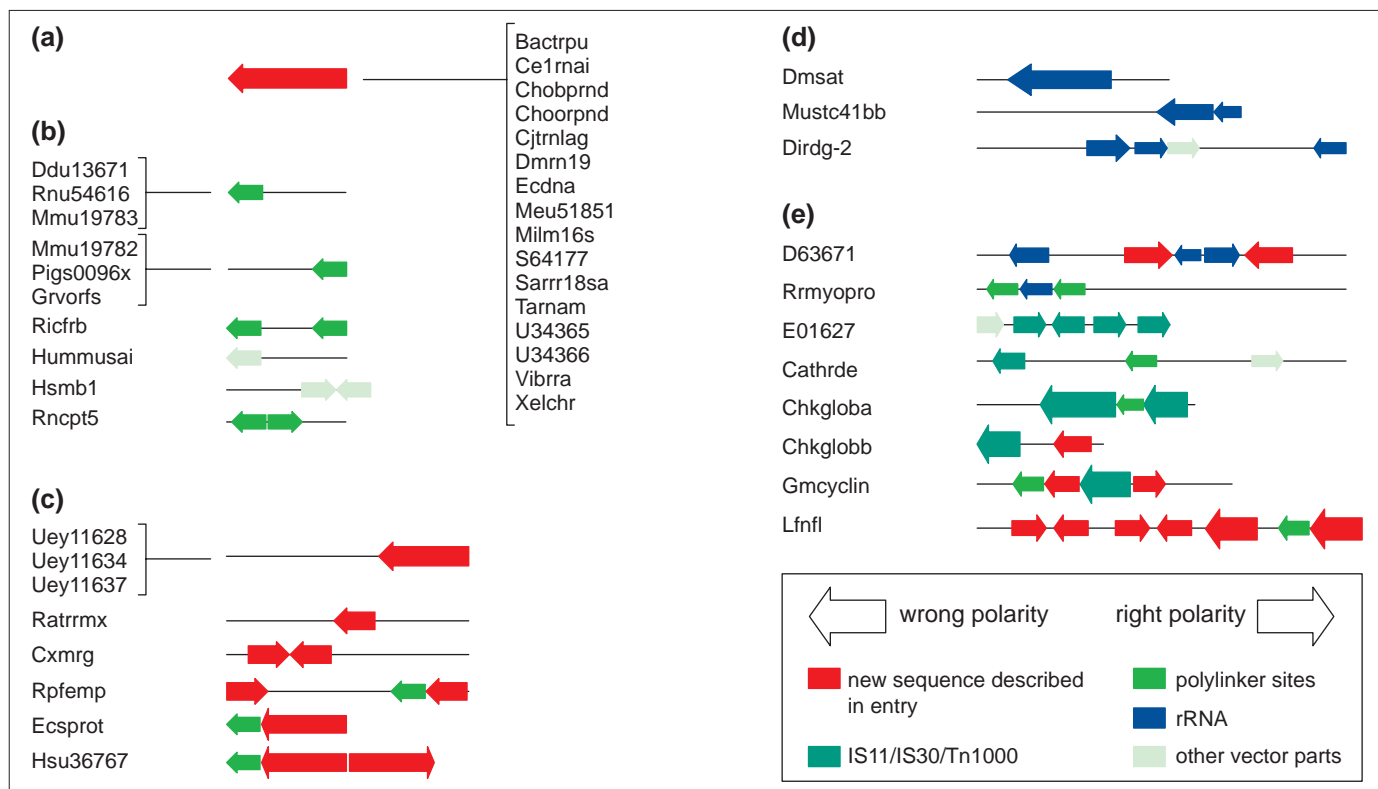 (a)
Bactrpu
Ce1rnai
Chobprnd
Choorpnd
Cjtrnlag
Dmrn19
Ecdna
Meu51851
Milm16s
S64177
Sarrr18sa
Tarnam
U34365
U34366
Vibrra
Xelchr
(b)
Ddu13671
Rnu54616
Mmu19783
Mmu19782
Pigs0096x
Grvorfs
Ricfrb
Hummusai
Hsmb1
Rncpt5
(c)
Uey11628
Uey11634
Uey11637
Ratrrmx
Cxmrg
Rpfemp
Ecsprot
Hsu36767
(d)
Dmsat
Mustc41bb
Dirdg-2
(e)
D63671
Rrmyopro
E01627
Cathrde
Chkgloba
Chkglobb
Gmcyclin
Lfnfl
wrong polarity
right polarity
new sequence described
in entry
IS11/IS30/Tn1000
polylinker sites
rRNA
other vector parts